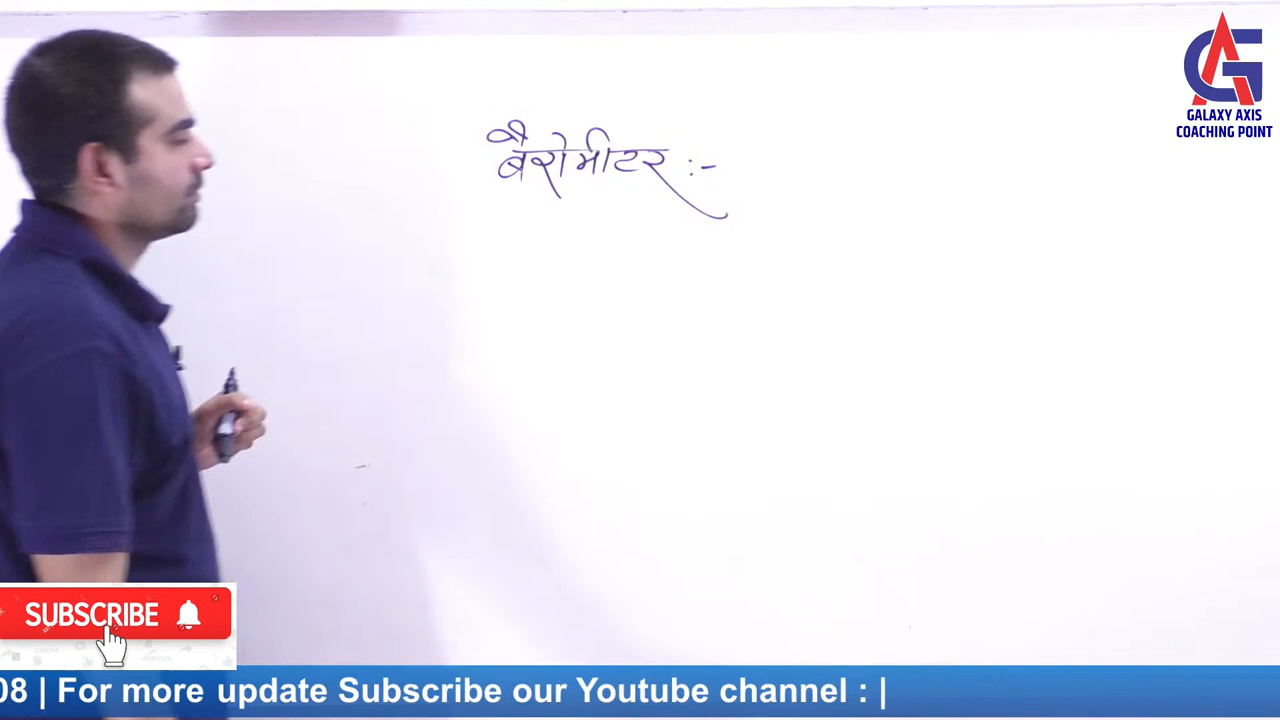 GALAXY AXIS
COACHING POINT
बैरोमीटर :-
SUBSCRIBE
08 | For more update Subscribe our Youtube channel : |